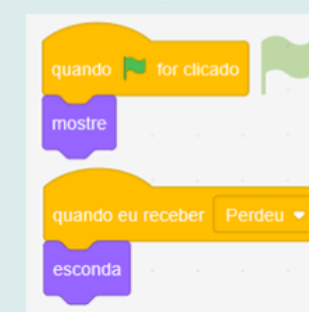 quando for clicado
mostre
quando eu receber Perdeu
esconda